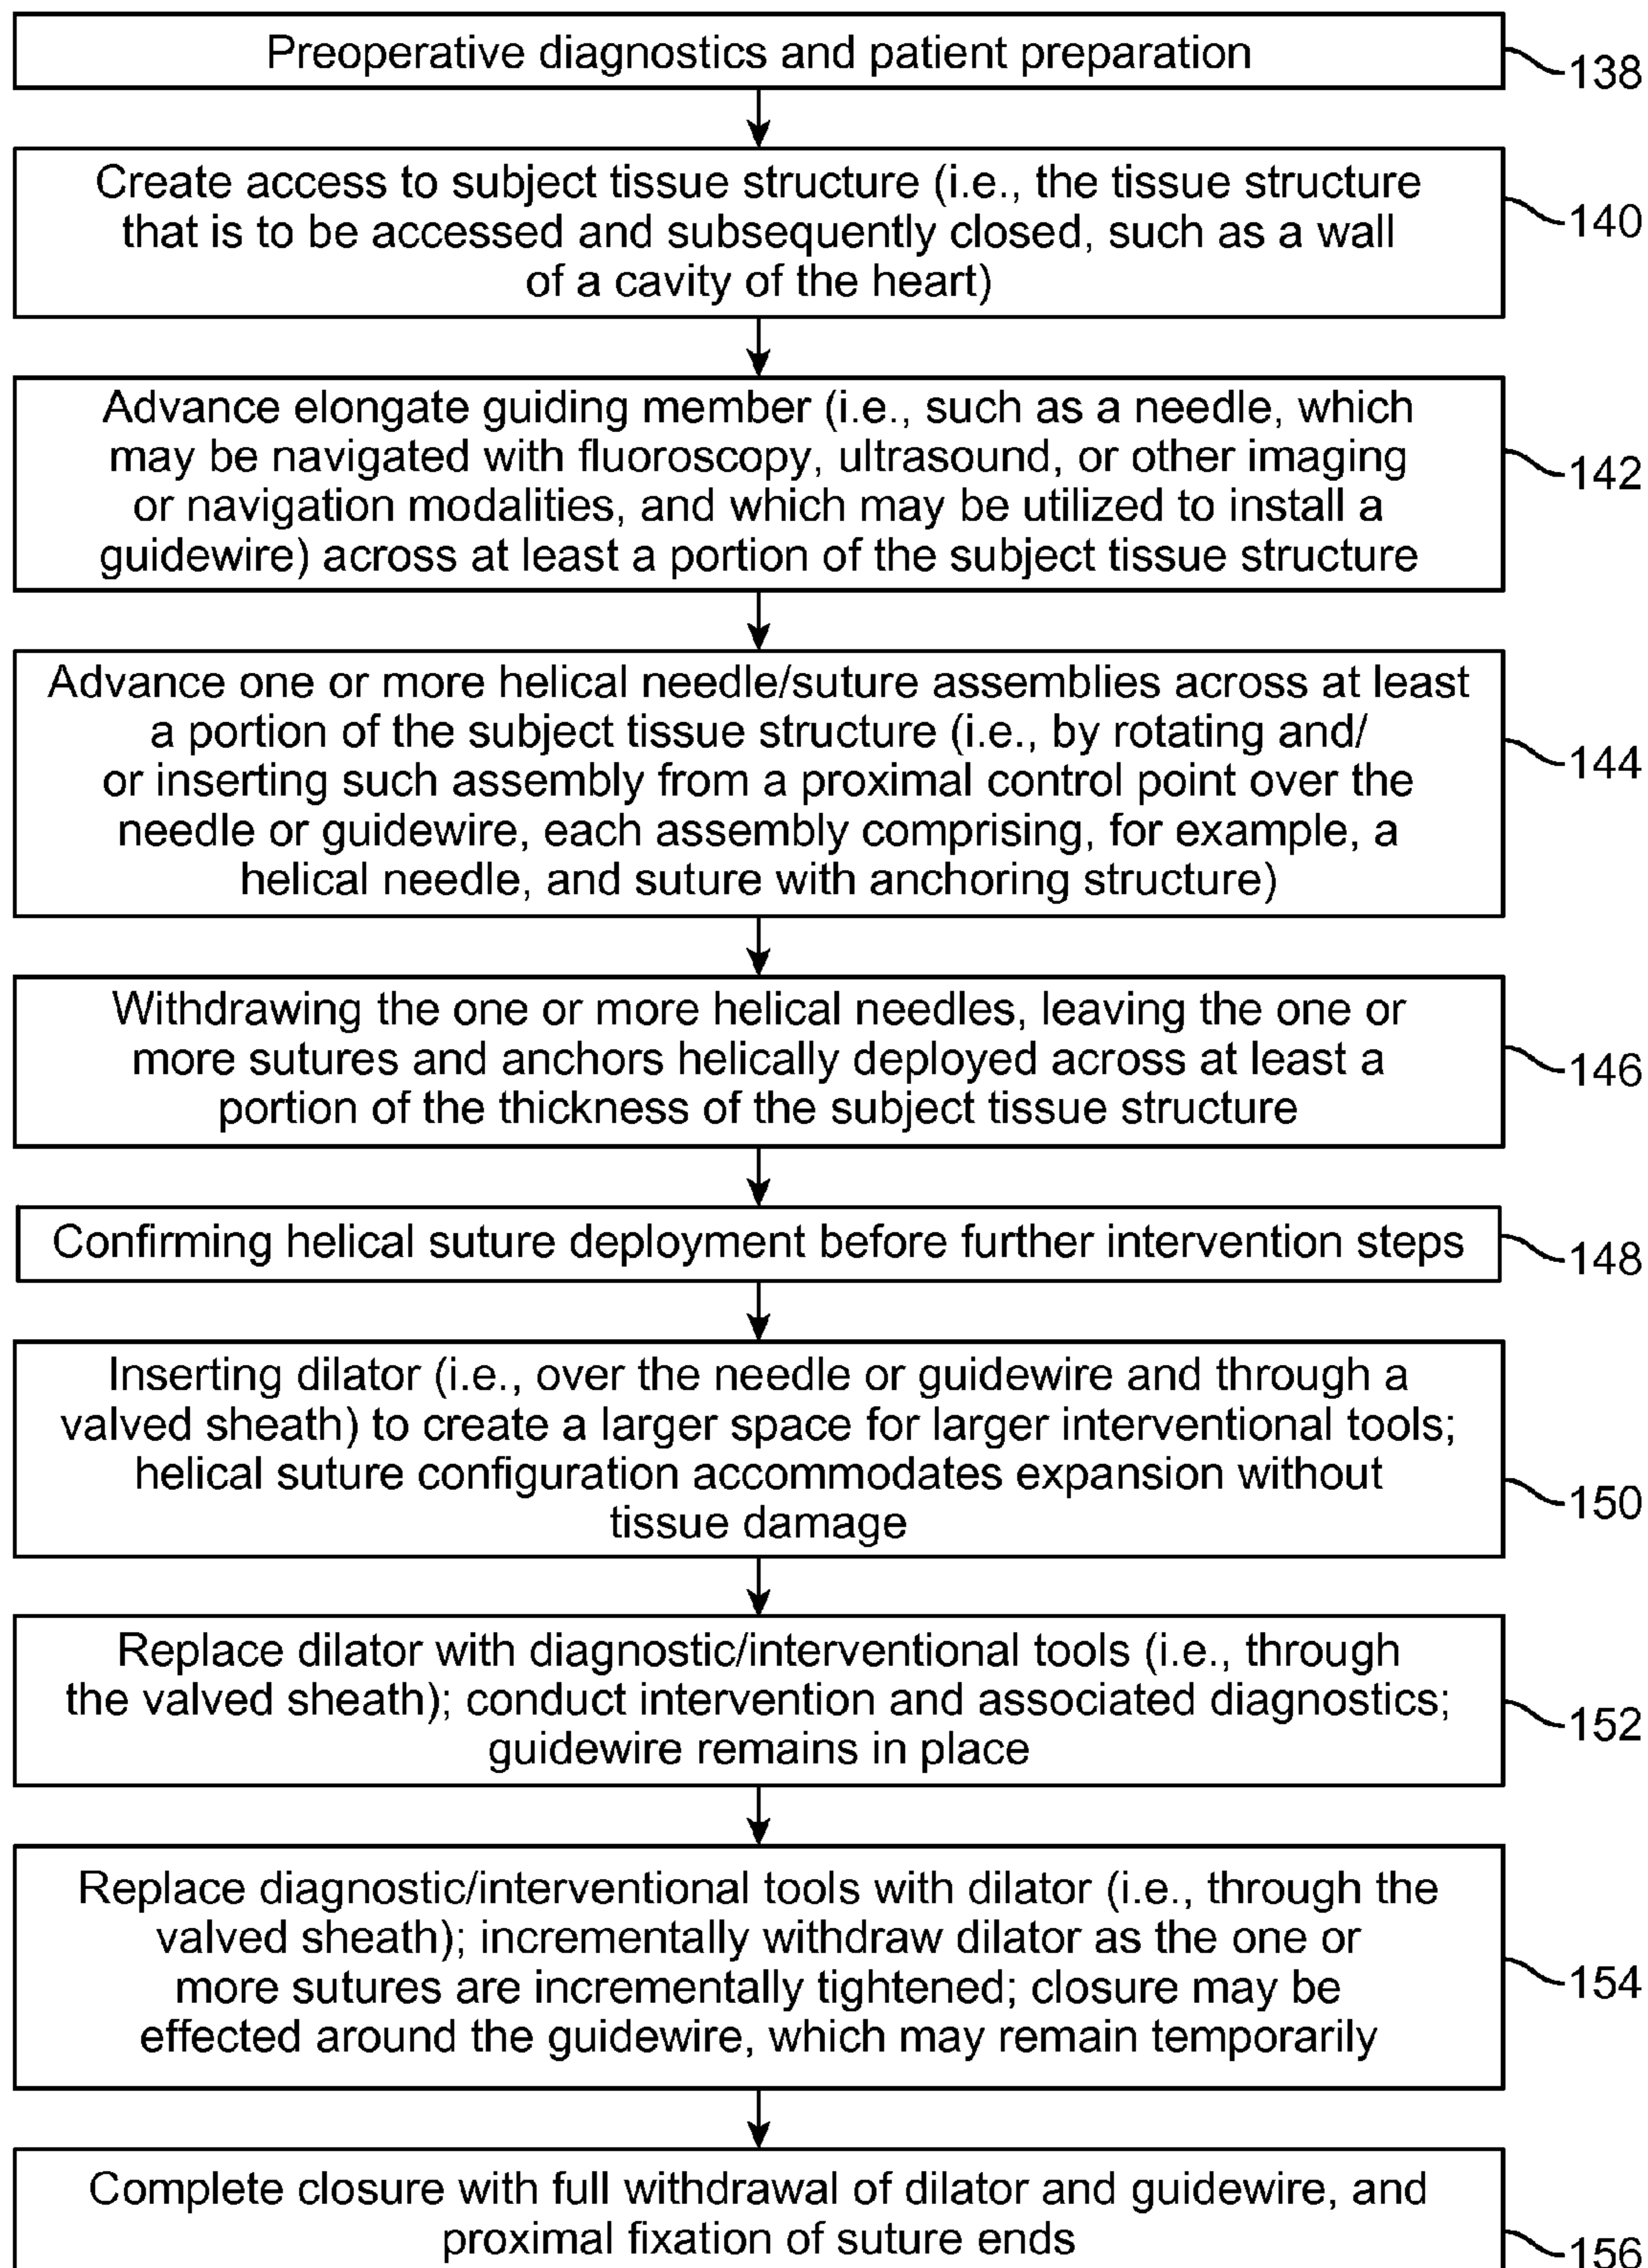 Preoperative diagnostics and patient preparation
138
Create access to subject tissue structure (i.e., the tissue structure
that is to be accessed and subsequently closed, such as a wall
of a cavity of the heart)
140
Advance elongate guiding member (i.e., such as a needle, which
may be navigated with fluoroscopy, ultrasound, or other imaging
or navigation modalities, and which may be utilized to install a
guidewire) across at least a portion of the subject tissue structure
142
Advance one or more helical needle/suture assemblies across at least
a portion of the subject tissue structure (i.e., by rotating and/
or inserting such assembly from a proximal control point over the
needle or guidewire, each assembly comprising, for example, a
helical needle, and suture with anchoring structure)
144
Withdrawing the one or more helical needles, leaving the one or
more sutures and anchors helically deployed across at least a
portion of the thickness of the subject tissue structure
146
Confirming helical suture deployment before further intervention steps
148
Inserting dilator (i.e., over the needle or guidewire and through a
valved sheath) to create a larger space for larger interventional tools;
helical suture configuration accommodates expansion without
tissue damage
150
Replace dilator with diagnostic/interventional tools (i.e., through
the valved sheath); conduct intervention and associated diagnostics;
guidewire remains in place
152
Replace diagnostic/interventional tools with dilator (i.e., through the
valved sheath); incrementally withdraw dilator as the one or
more sutures are incrementally tightened; closure may be
effected around the guidewire, which may remain temporarily
154
Complete closure with full withdrawal of dilator and guidewire, and
proximal fixation of suture ends
156